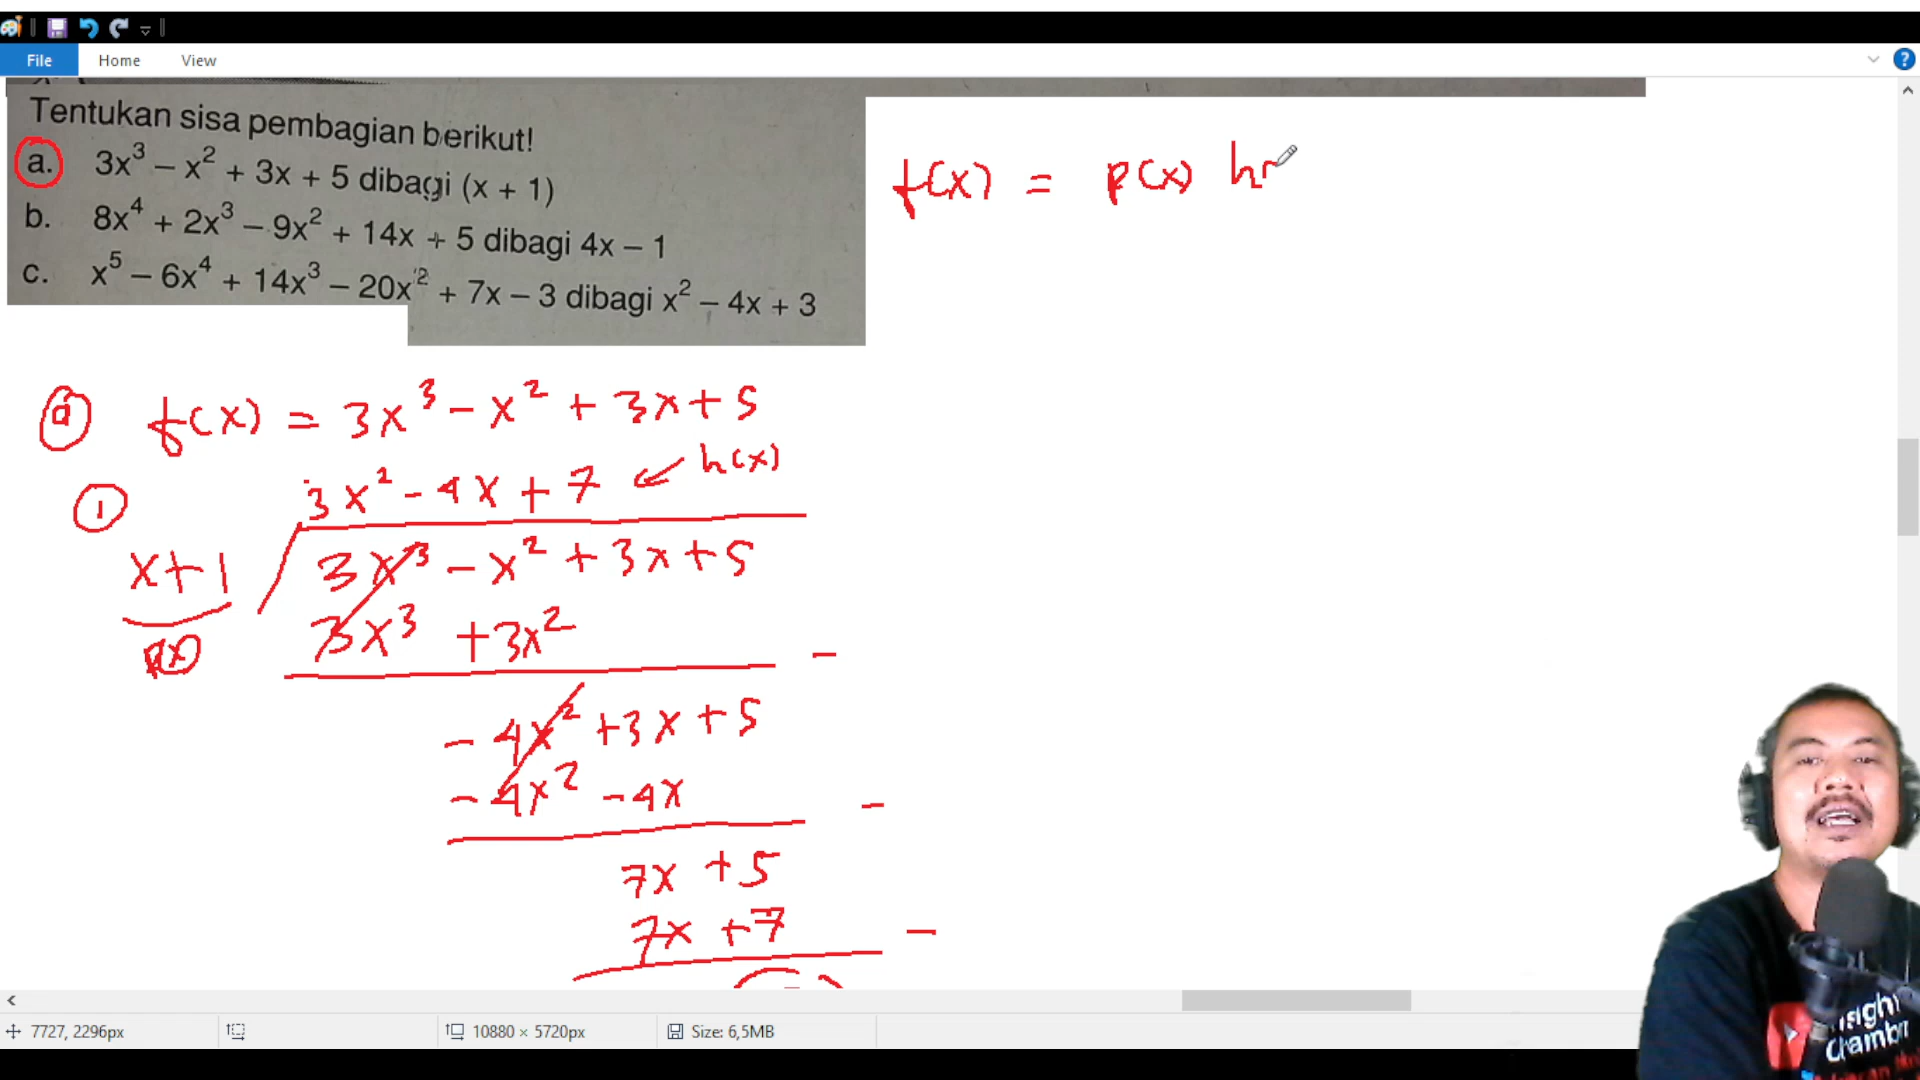 File Home View
Tentukan sisa pembagian berikut!
a. 3x³ – x² + 3x + 5 dibagi (x + 1)
b. 8x⁴ + 2x³ – 9x² + 14x + 5 dibagi 4x – 1
c. x⁵ – 6x⁴ + 14x³ – 20x² + 7x – 3 dibagi x² – 4x + 3
f(x) = P(x) h
a f(x) = 3x³ - x² + 3x + 5
h(x)
1 3x² - 4x + 7
x+1 3x³ - x² + 3x + 5
P(x) 3x³ + 3x² -
- 4x² + 3x + 5
- 4x² - 4x -
7x + 5
7x + 7 -
7727, 2296px 10880 × 5720px Size: 6,5MB